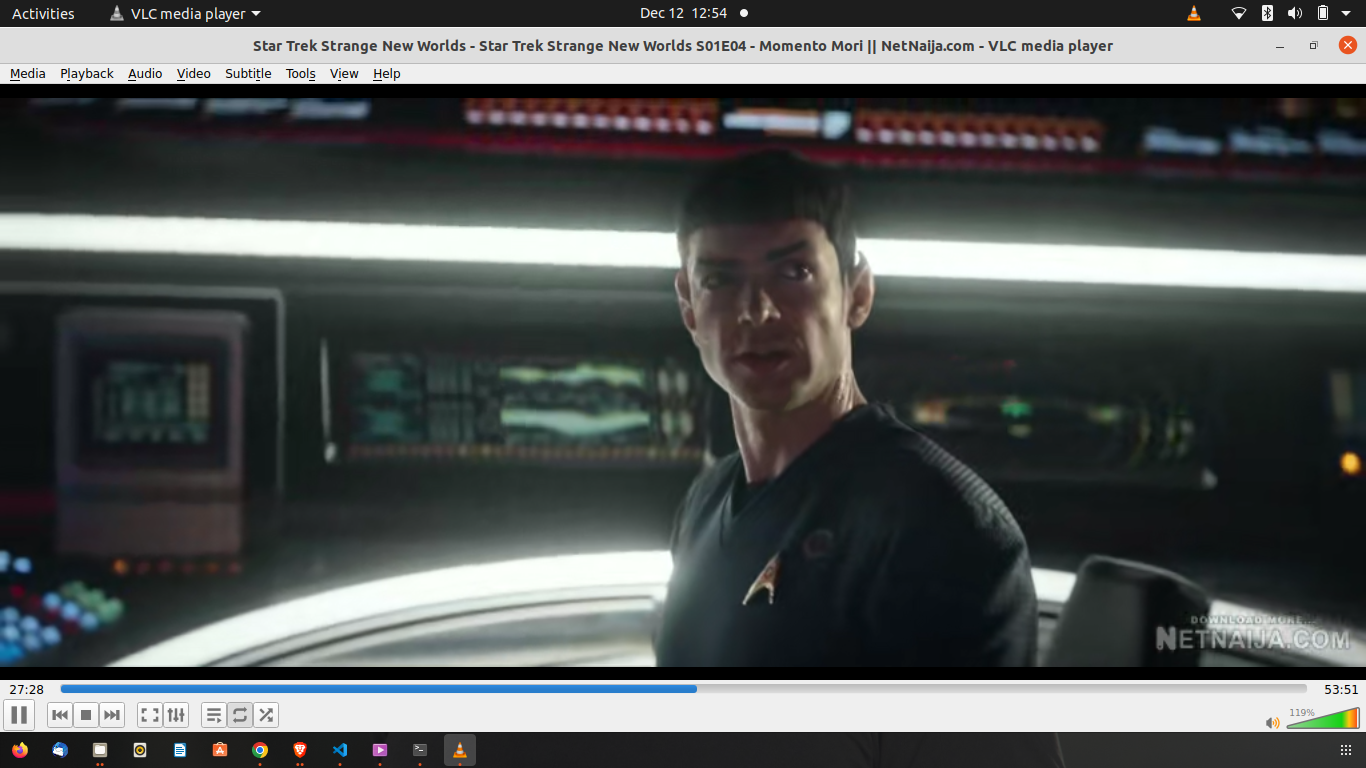 Activities
VLC media player
Dec 12 12:54
Star Trek Strange New Worlds - Star Trek Strange New Worlds S01E04 - Momento Mori || NetNaija.com - VLC media player
Media Playback Audio Video Subtitle Tools View Help
DOWNLOAD MORE...
NETNAIJA.COM
27:28
53:51
119%